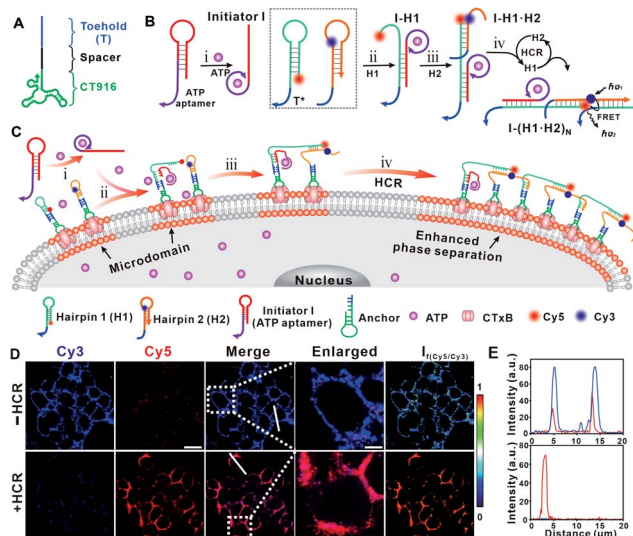 A
Toehold (T)
Spacer
CT916
B
Initiator I
i
ATP
ATP
aptamer
T*
ii
H1
I-H1
iii
H2
I-H1·H2
iv
H2
HCR
H1
ħυ₁
FRET
ħυ₂
I-(H1·H2)N
C
i
ii
iii
iv
HCR
Microdomain
Enhanced
phase separation
Nucleus
Hairpin 1 (H1)
Hairpin 2 (H2)
Initiator I
(ATP aptamer)
Anchor
ATP
CTxB
Cy5
Cy3
D
Cy3
Cy5
Merge
Enlarged
If(Cy5/Cy3)
−HCR
+HCR
1
0
E
Intensity (a.u.)
80
60
40
20
0
0
5
10
15
20
Intensity (a.u.)
80
60
40
20
0
0
5
10
15
20
Distance (um)